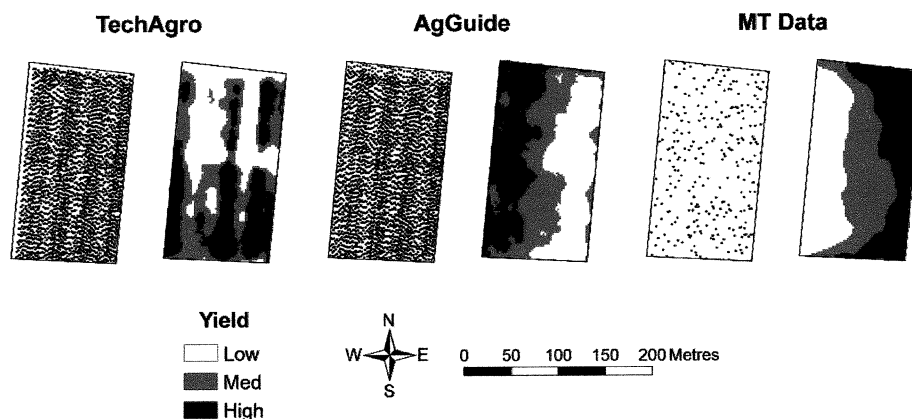 TechAgro AgGuide MT Data
Yield
Low
Med
High
N
W E
S
0 50 100 150 200 Metres